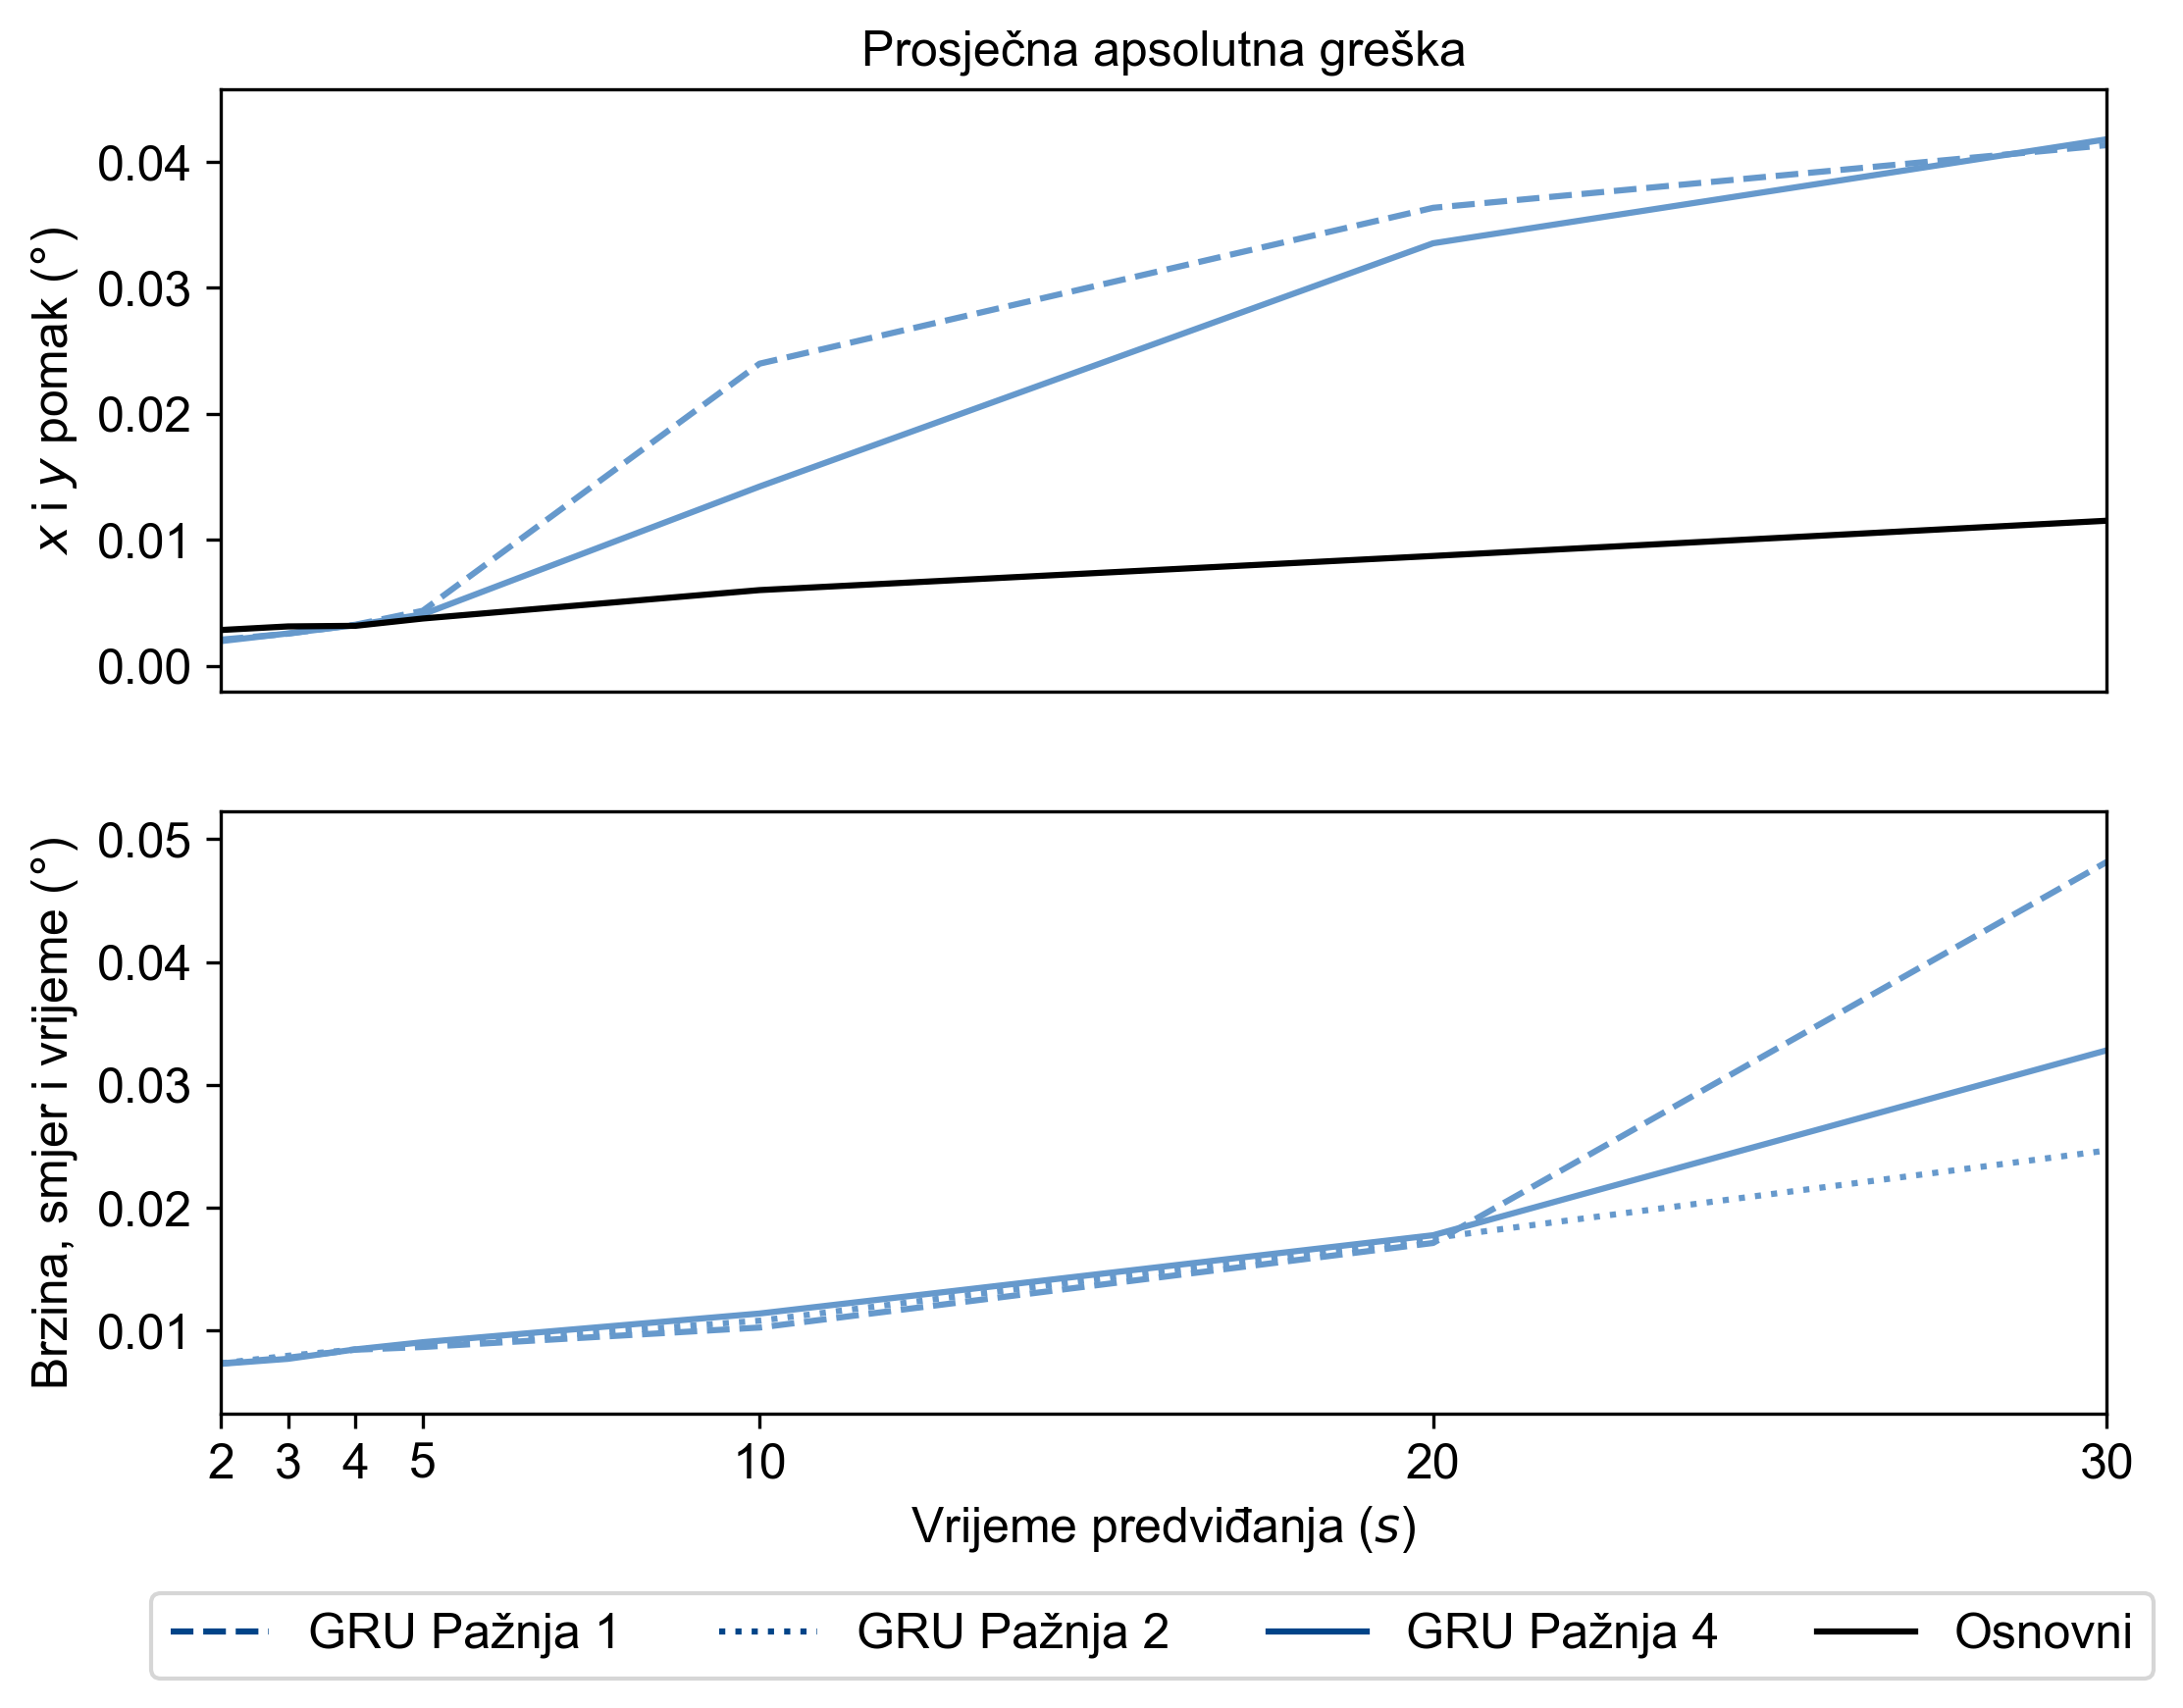 Prosječna apsolutna greška
x i y pomak (°)
0.04
0.03
0.02
0.01
0.00
Brzina, smjer i vrijeme (°)
0.05
0.04
0.03
0.02
0.01
2 3 4 5 10 20 30
Vrijeme predviđanja (s)
GRU Pažnja 1 GRU Pažnja 2 GRU Pažnja 4 Osnovni